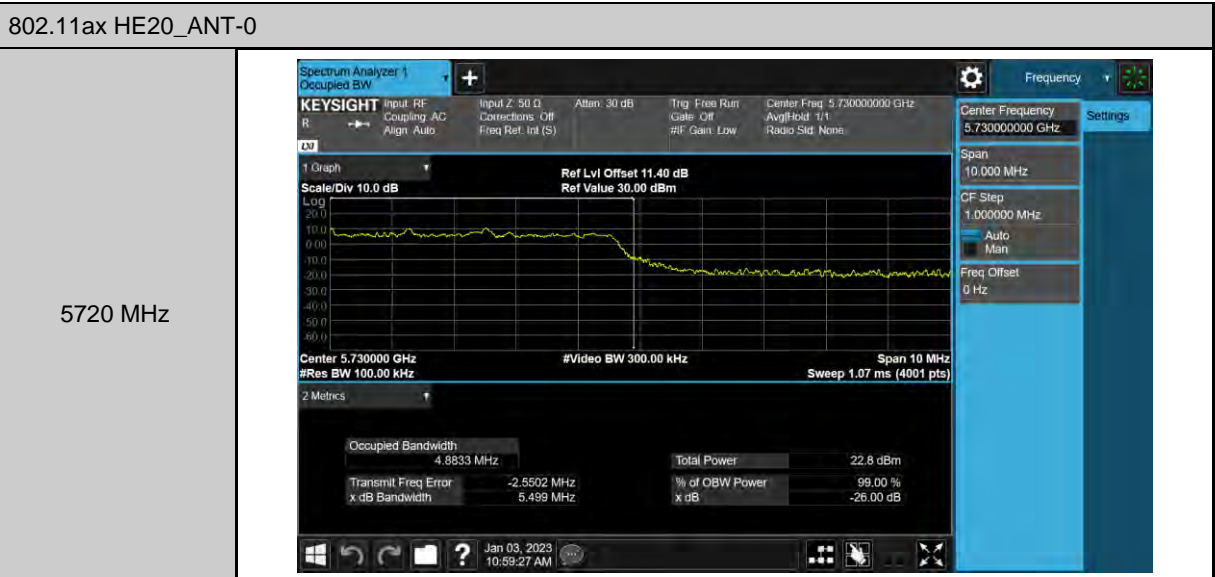 802.11ax HE20_ANT-0
5720 MHz
Spectrum Analyzer 1
Occupied BW
Frequency
KEYSIGHT
R
LXI
Input: RF
Coupling: AC
Align: Auto
Input Z: 50 Ω
Corrections: Off
Freq Ref: Int (S)
Atten: 30 dB
Trig: Free Run
Gate: Off
#IF Gain: Low
Center Freq: 5.730000000 GHz
Avg|Hold: 1/1
Radio Std: None
Center Frequency
5.730000000 GHz
Settings
Span
10.000 MHz
CF Step
1.000000 MHz
Auto
Man
Freq Offset
0 Hz
1 Graph
Scale/Div 10.0 dB
Ref Lvl Offset 11.40 dB
Ref Value 30.00 dBm
Log
20.0
10.0
0.00
-10.0
-20.0
-30.0
-40.0
-50.0
-60.0
Center 5.730000 GHz
#Video BW 300.00 kHz
Span 10 MHz
#Res BW 100.00 kHz
Sweep 1.07 ms (4001 pts)
2 Metrics
Occupied Bandwidth
4.8833 MHz
Total Power 22.8 dBm
Transmit Freq Error -2.5502 MHz
% of OBW Power 99.00 %
x dB Bandwidth 5.499 MHz
x dB -26.00 dB
?
Jan 03, 2023
10:59:27 AM